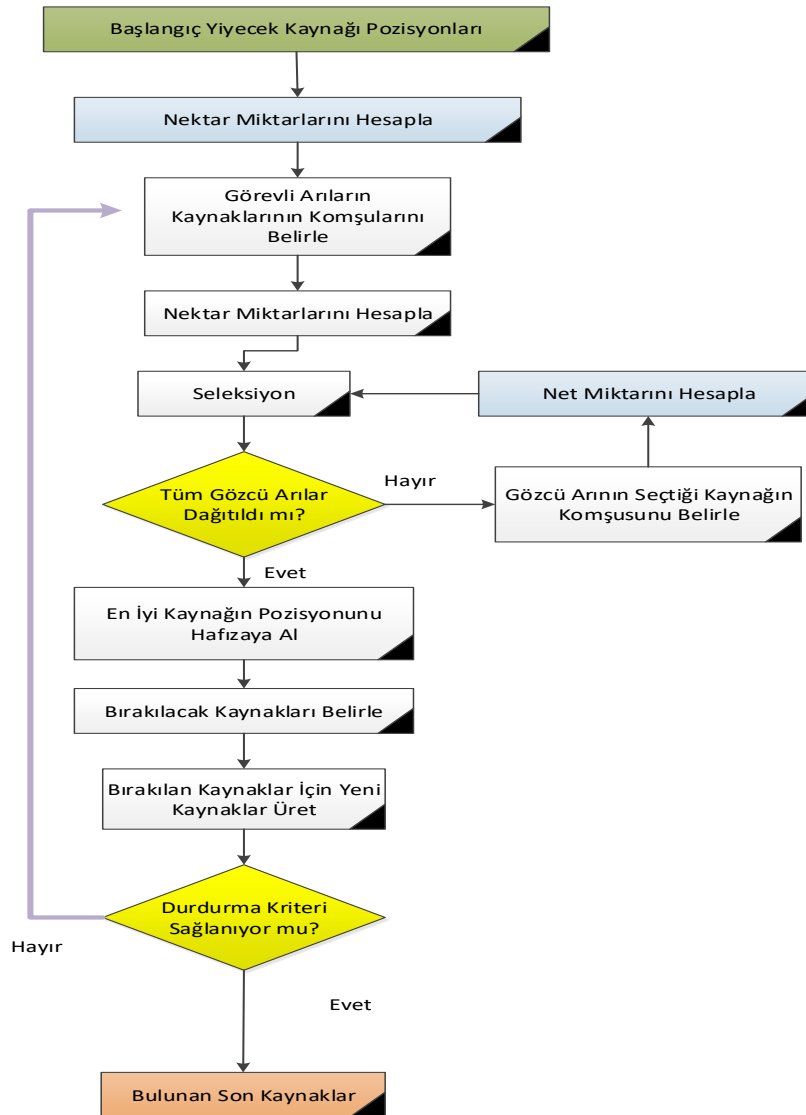 Başlangıç Yiyecek Kaynağı Pozisyonları
Nektar Miktarlarını Hesapla
Görevli Arıların
Kaynaklarının Komşularını
Belirle
Nektar Miktarlarını Hesapla
Seleksiyon
Net Miktarını Hesapla
Tüm Gözcü Arılar
Dağıtıldı mı?
Hayır
Gözcü Arının Seçtiği Kaynağın
Komşusunu Belirle
Evet
En İyi Kaynağın Pozisyonunu
Hafızaya Al
Bırakılacak Kaynakları Belirle
Bırakılan Kaynaklar İçin Yeni
Kaynaklar Üret
Durdurma Kriteri
Sağlanıyor mu?
Hayır
Evet
Bulunan Son Kaynaklar